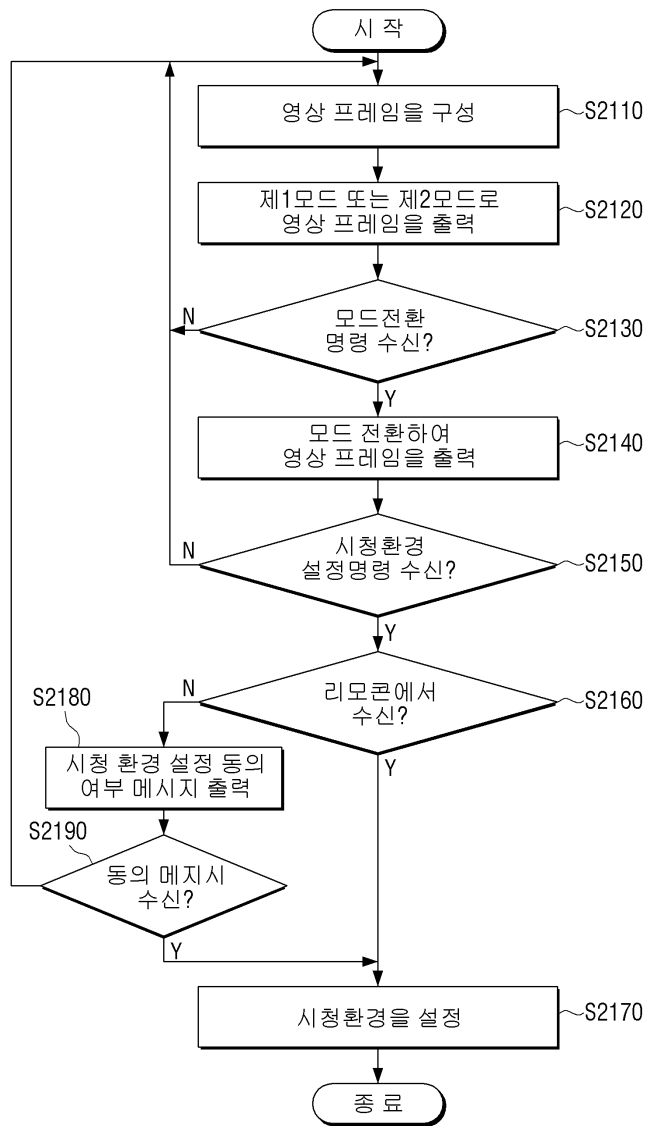 시 작
영상 프레임을 구성
S2110
제1모드 또는 제2모드로
영상 프레임을 출력
S2120
모드전환
명령 수신?
S2130
N
Y
모드 전환하여
영상 프레임을 출력
S2140
시청환경
설정명령 수신?
S2150
N
Y
리모콘에서
수신?
S2160
N
Y
S2180
시청 환경 설정 동의
여부 메시지 출력
S2190
동의 메지시
수신?
Y
시청환경을 설정
S2170
종 료